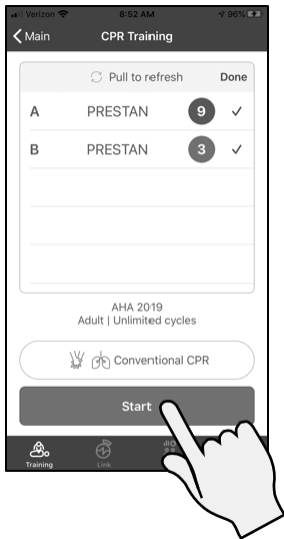 Verizon 8:52 AM 96%
Main CPR Training
Pull to refresh Done
A PRESTAN 9
B PRESTAN 3
AHA 2019
Adult | Unlimited cycles
Conventional CPR
Start
Training Link